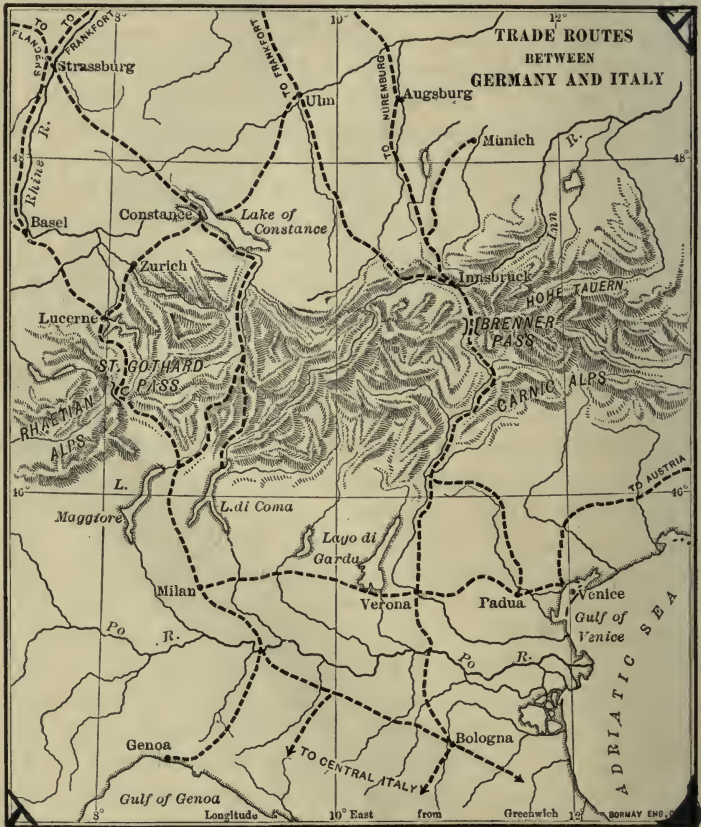 8°
10°
12°
TRADE ROUTES
BETWEEN
GERMANY AND ITALY
TO
FLANDERS
TO
FRANKFORT
TO FRANKFORT
TO NÜREMBURG
Strassburg
Ulm
Augsburg
Munich
R.
48°
48°
Rhine R.
Basel
Constance
Lake of
Constance
Inn
Zurich
Innsbruck
HOHE TAUERN
Lucerne
BRENNER
PASS
ST. GOTHARD
PASS
CARNIC ALPS
RHAETIAN
ALPS
TO AUSTRIA
L.
Maggiore
46°
46°
L.di Coma
Layo di
Garda
Milan
Verona
Padua
Venice
Gulf of
Venice
Po R.
Po R.
ADRIATIC SEA
Genoa
Bologna
TO CENTRAL ITALY
Gulf of Genoa
8°
Longitude 10° East from Greenwich 12
BORMAY ENG.